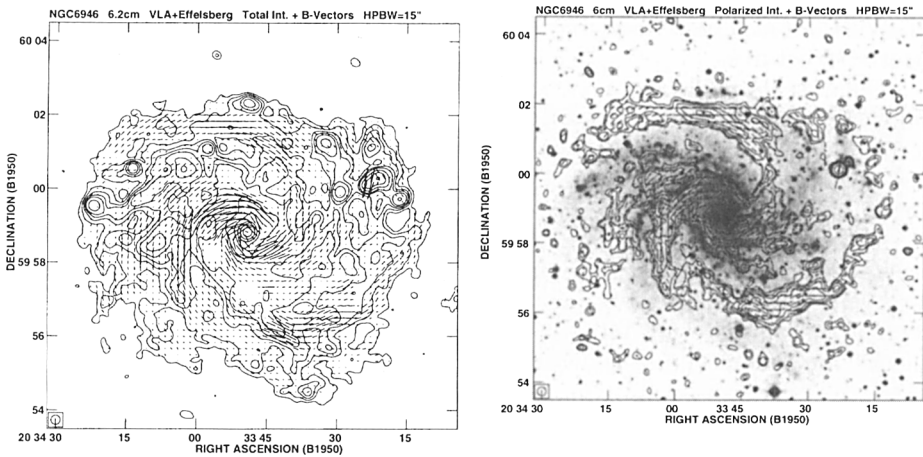 NGC6946 6.2cm VLA+Effelsberg Total Int. + B-Vectors HPBW=15"
60 04
02
00
59 58
56
54
DECLINATION (B1950)
20 34 30 15 00 33 45 30 15
RIGHT ASCENSION (B1950)
NGC6946 6cm VLA+Effelsberg Polarized Int. + B-Vectors HPBW=15"
60 04
02
00
59 58
56
54
DECLINATION (B1950)
20 34 30 15 00 33 45 30 15
RIGHT ASCENSION (B1950)